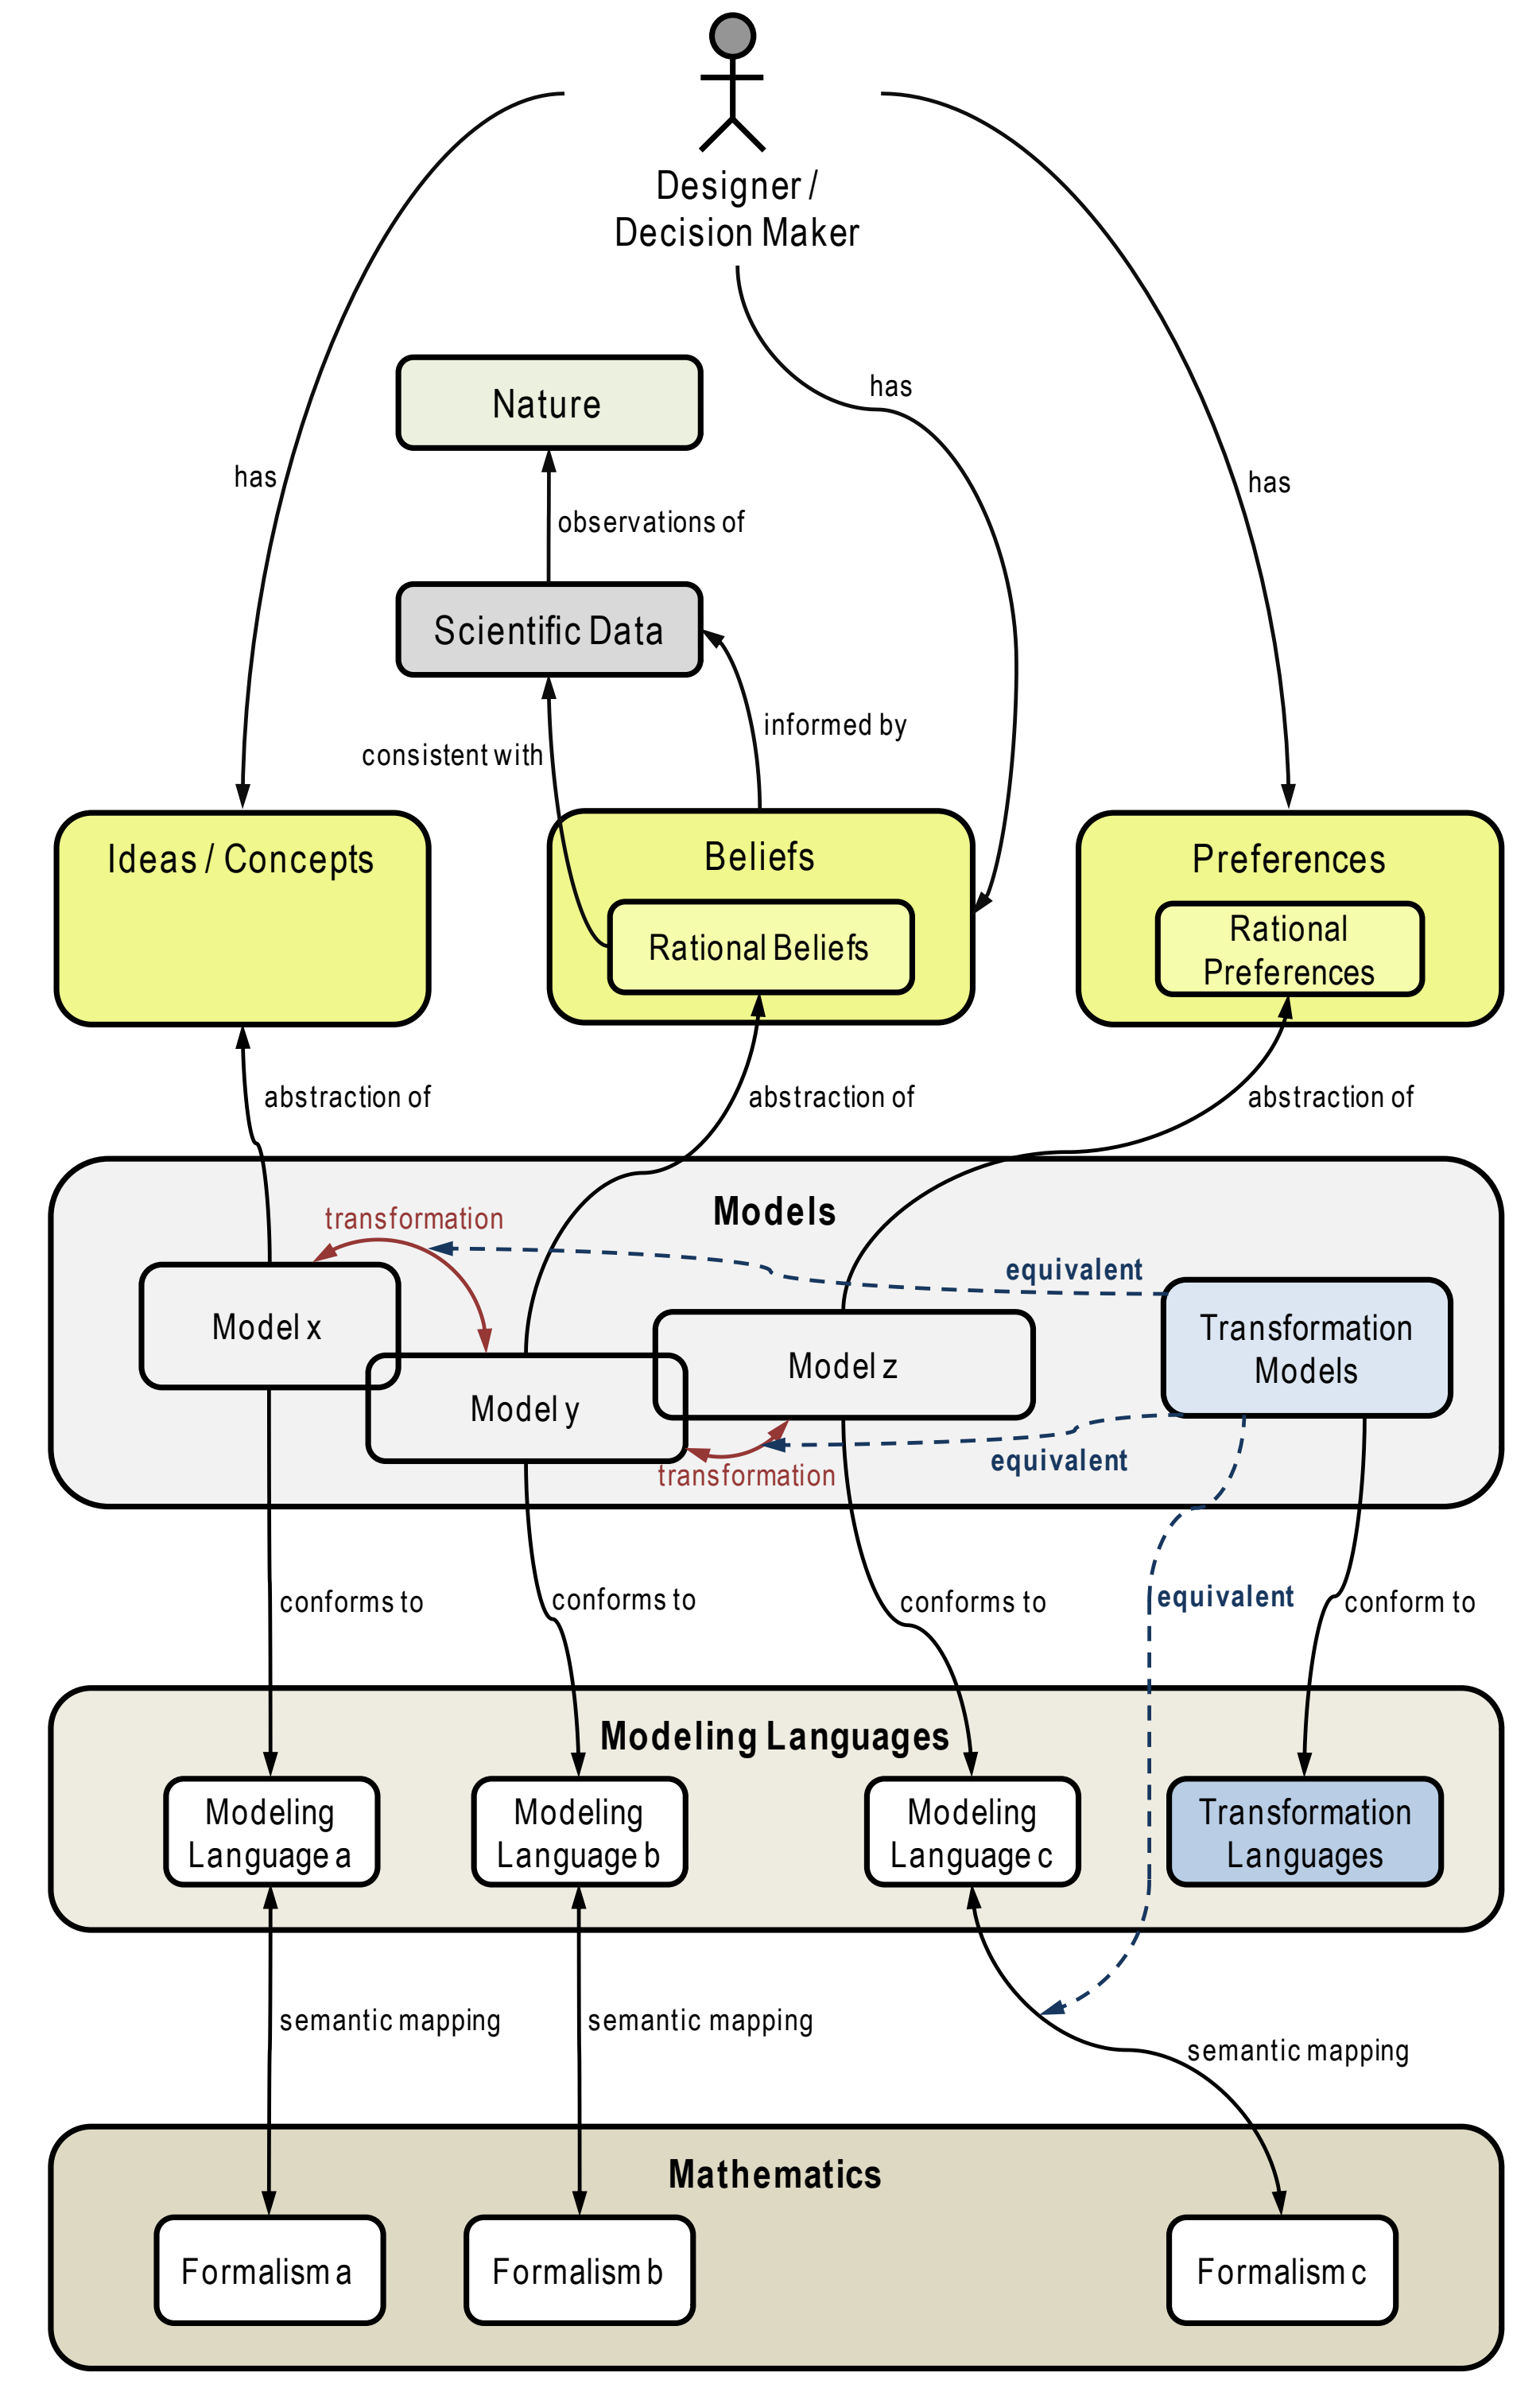 Designer /
Decision Maker
has
Nature
has
has
observations of
Scientific Data
informed by
consistent with
Ideas / Concepts
Beliefs
Preferences
Rational Beliefs
Rational
Preferences
abstraction of
abstraction of
abstraction of
Models
transformation
equivalent
Model x
Model y
Model z
Transformation
Models
equivalent
transformation
conforms to
conforms to
conforms to
equivalent
conform to
Modeling Languages
Modeling
Language a
Modeling
Language b
Modeling
Language c
Transformation
Languages
semantic mapping
semantic mapping
semantic mapping
Mathematics
Formalism a
Formalism b
Formalism c